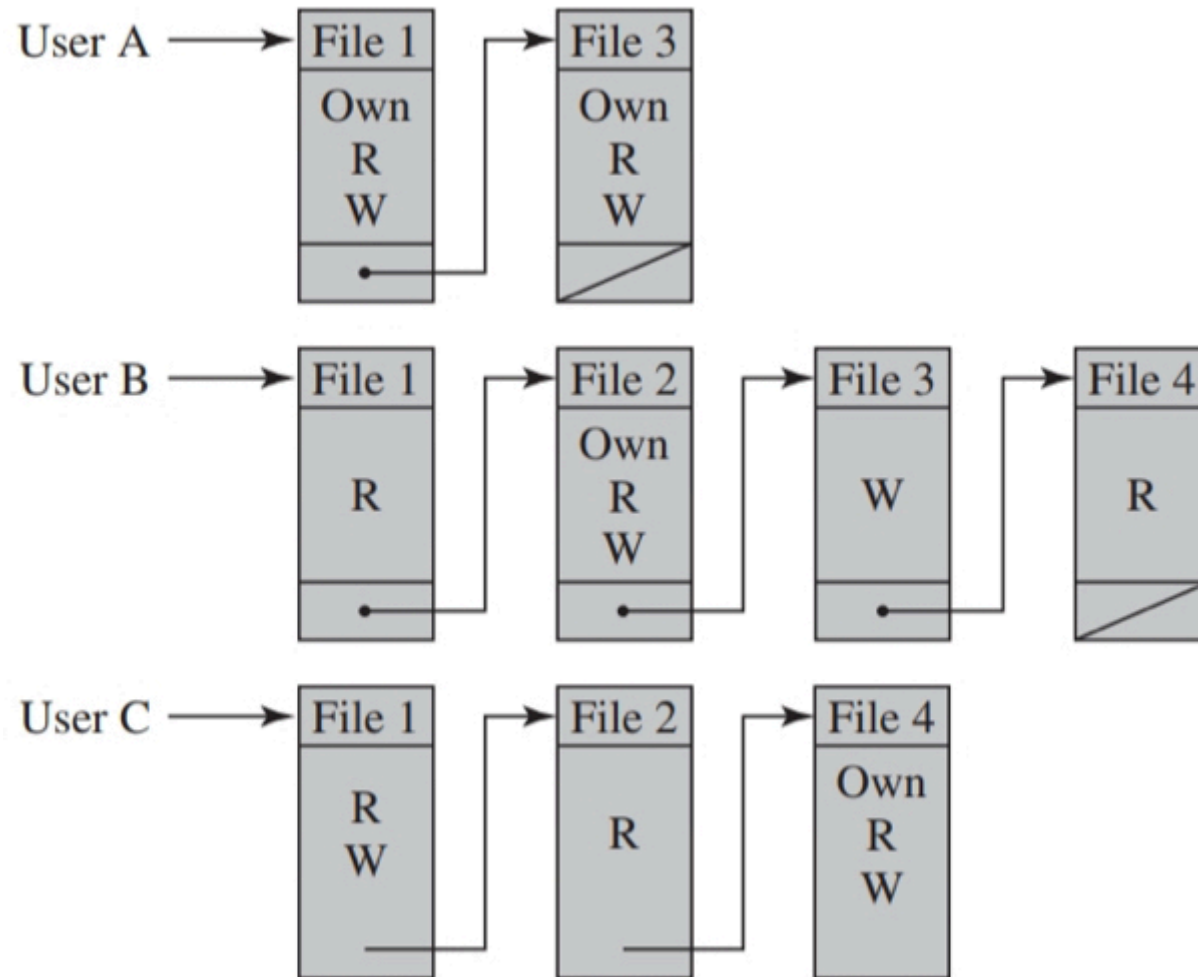 User A
File 1
Own
R
W
File 3
Own
R
W
User B
File 1
R
File 2
Own
R
W
File 3
W
File 4
R
User C
File 1
R
W
File 2
R
File 4
Own
R
W